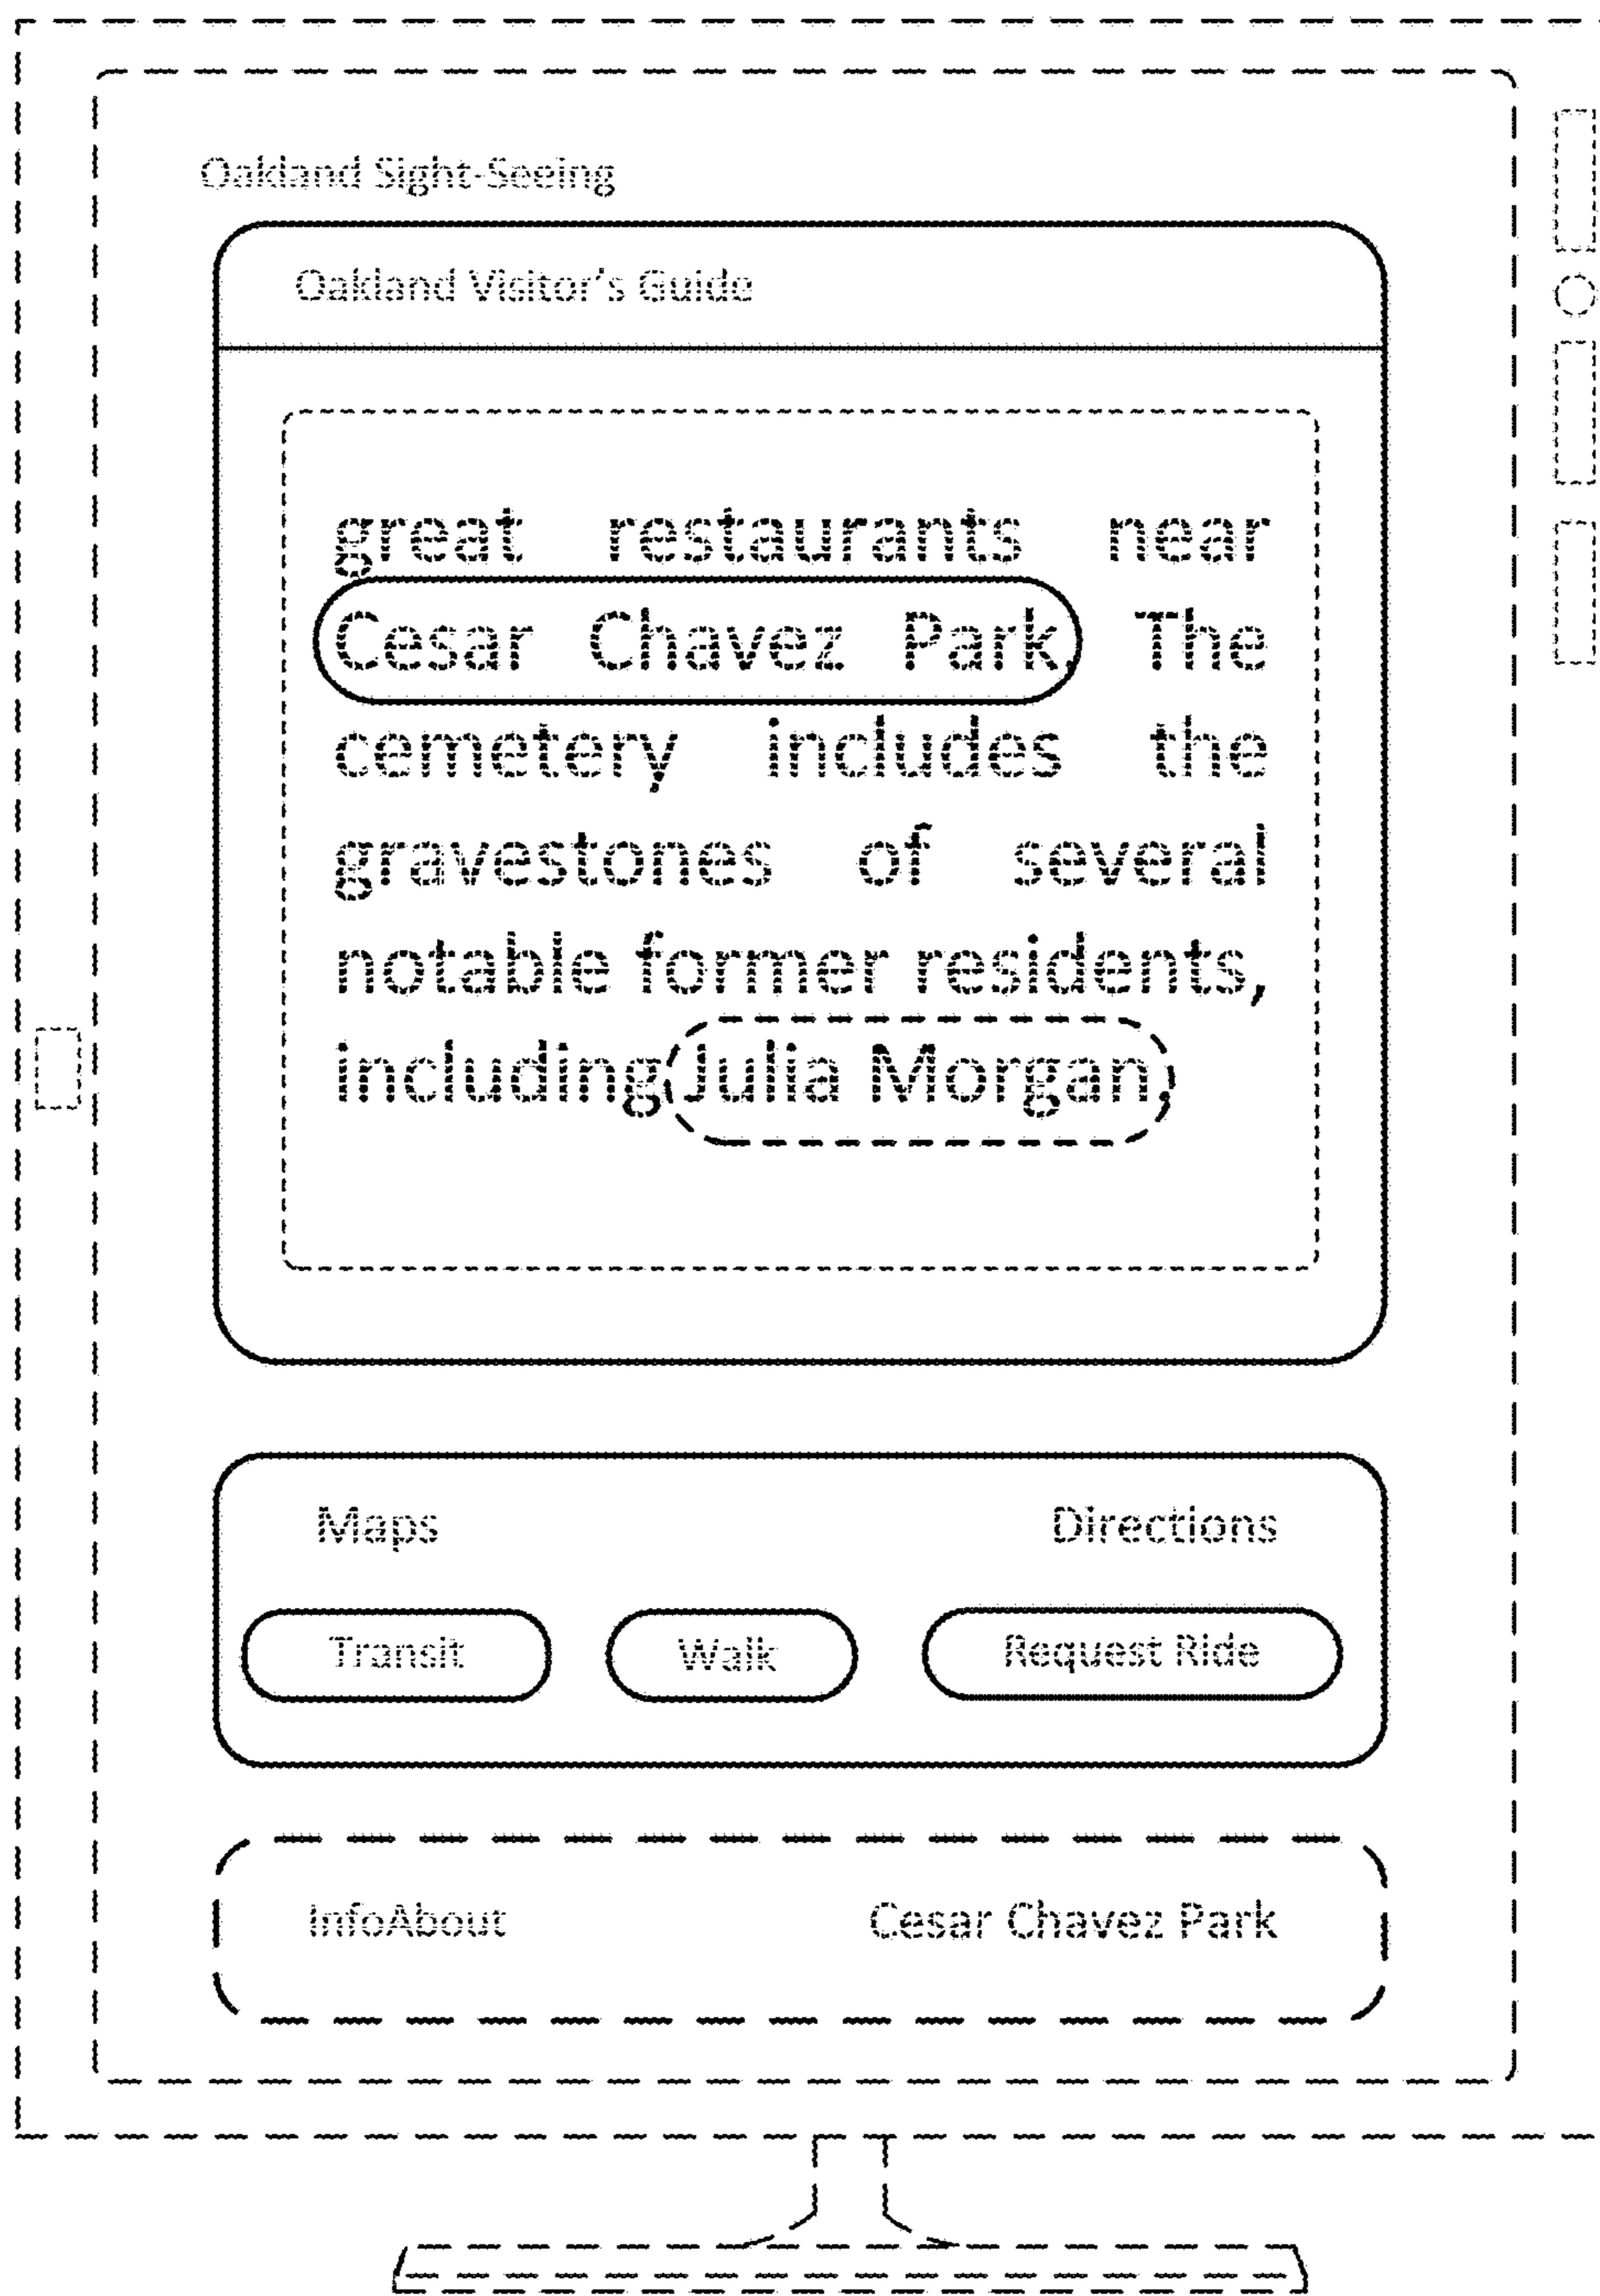 Oakland Sight-Seeing
Oakland Visitor's Guide
great restaurants near
Cesar Chavez Park. The
cemetery includes the
gravestones of several
notable former residents,
including Julia Morgan,
Maps Directions
Transit Walk Request Ride
InfoAbout Cesar Chavez Park